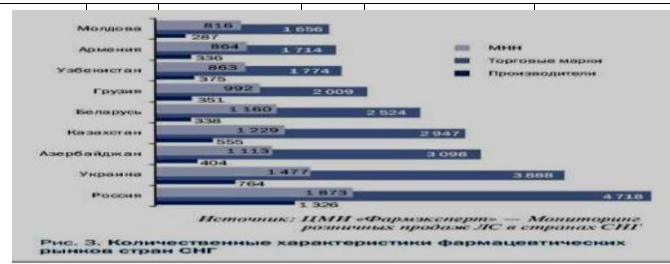 Молдова 816 1 656
287
Армения 864 1 714 МНН
336 Торговые марки
Узбекистан 863 1 774 Производители
375
Грузия 992 2 009
351
Беларусь 1 160 2 524
338
Казахстан 1 229 2 947
555
Азербайджан 1 113 3 098
404
Украина 1 477 3 888
764
Россия 1 873 4 718
1 326
Источник: ЦМИ «Фармэксперт» — Мониторинг
розничных продаж ЛС в странах СНГ
Рис. 3. Количественные характеристики фармацевтических
рынков стран СНГ